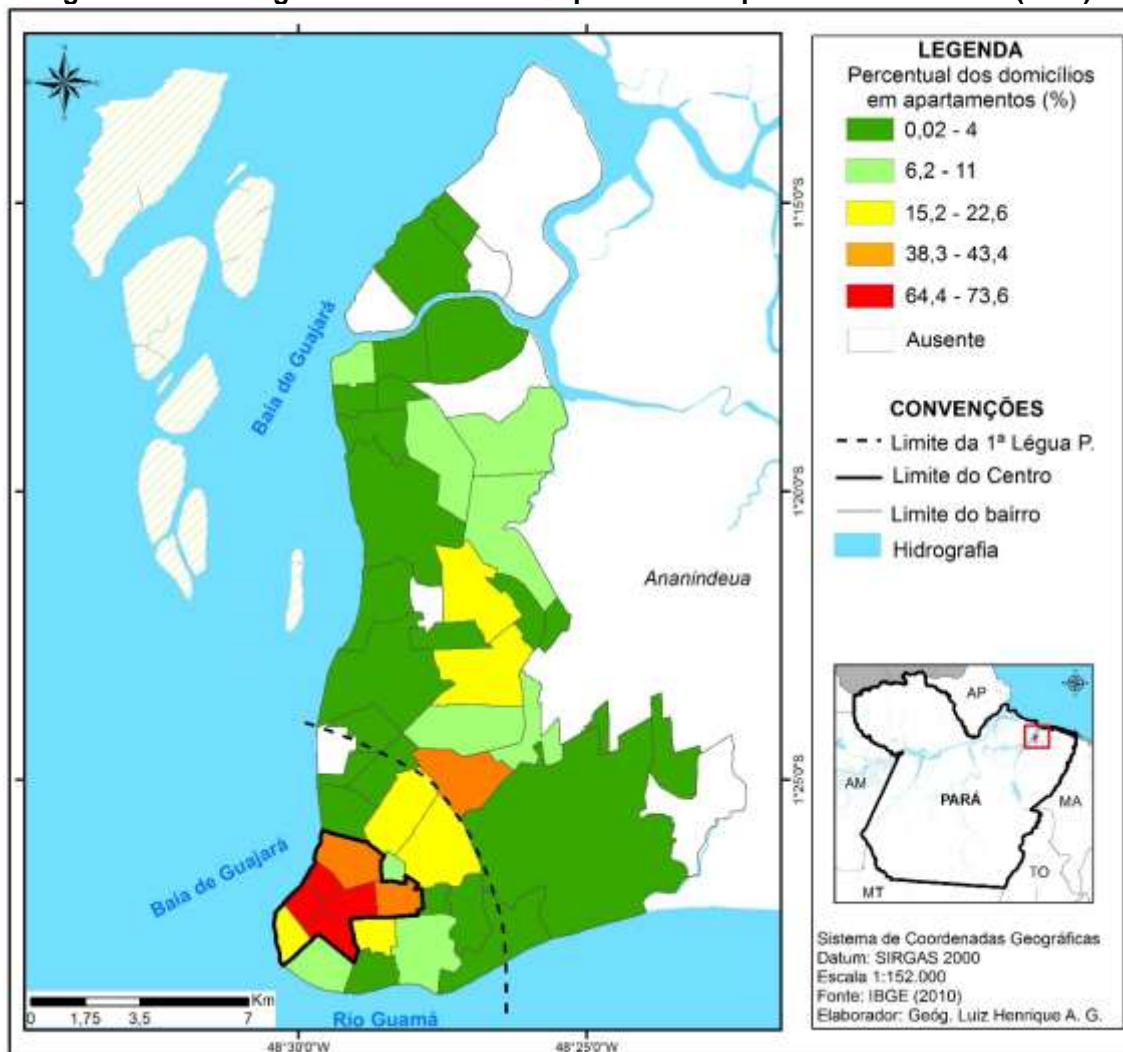 Baia de Guajará
Baia de Guajará
Rio Guamá
Ananindeua
0 1,75 3,5 7
Km
48°30'0"W
48°25'0"W
1°15'0"S
1°20'0"S
1°25'0"S
LEGENDA
Percentual dos domicílios
em apartamentos (%)
0,02 - 4
6,2 - 11
15,2 - 22,6
38,3 - 43,4
64,4 - 73,6
Ausente
CONVENÇÕES
Limite da 1ª Légua P.
Limite do Centro
Limite do bairro
Hidrografia
AP
AM
PARÁ
MA
MT
TO
Sistema de Coordenadas Geográficas
Datum: SIRGAS 2000
Escala 1:152.000
Fonte: IBGE (2010)
Elaborador: Geóg. Luiz Henrique A. G.